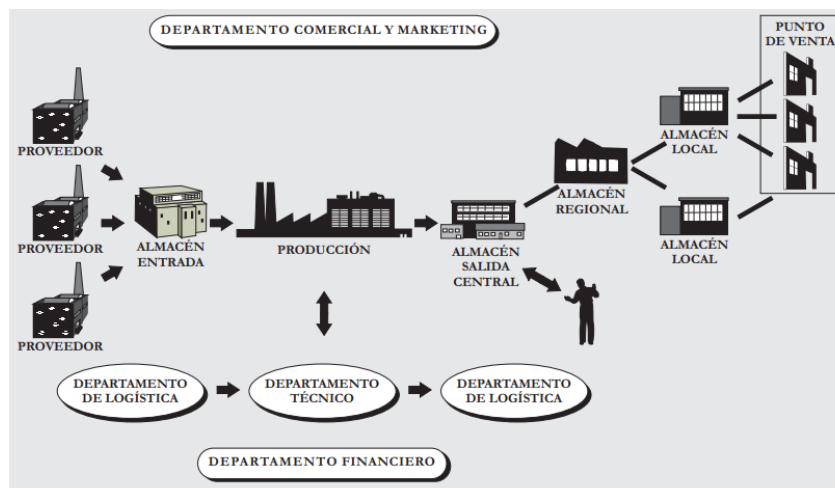 DEPARTAMENTO COMERCIAL Y MARKETING
PUNTO
DE VENTA
PROVEEDOR
PROVEEDOR
PROVEEDOR
ALMACÉN
ENTRADA
PRODUCCIÓN
ALMACÉN
SALIDA
CENTRAL
ALMACÉN
REGIONAL
ALMACÉN
LOCAL
ALMACÉN
LOCAL
DEPARTAMENTO
DE LOGÍSTICA
DEPARTAMENTO
TÉCNICO
DEPARTAMENTO
DE LOGÍSTICA
DEPARTAMENTO FINANCIERO